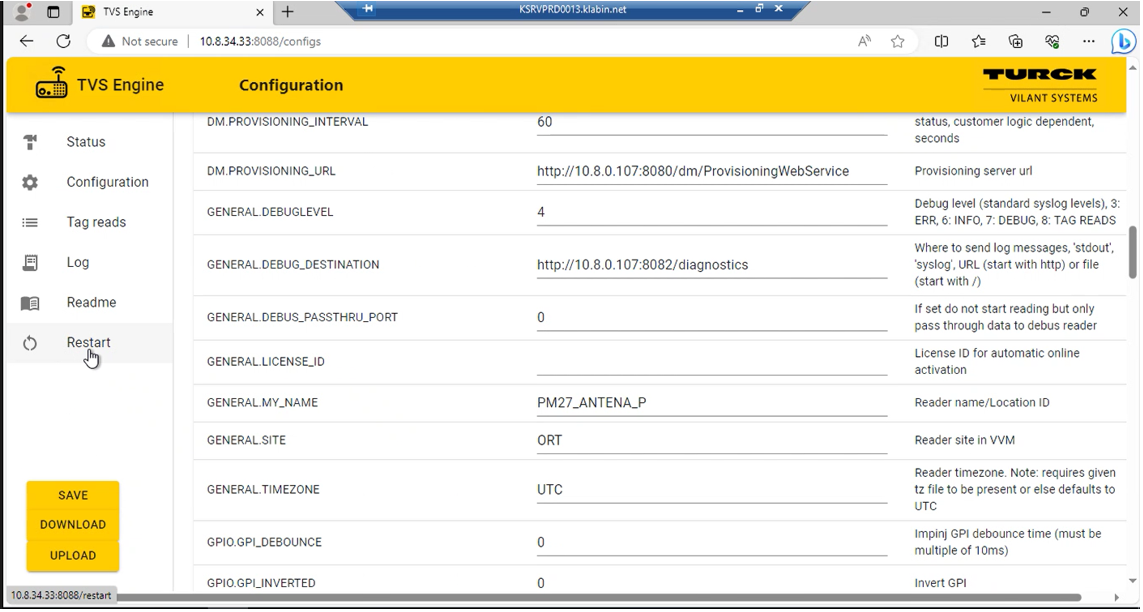 TVS Engine
KSRVPRD0013.klabin.net
Not secure
10.8.34.33:8088/configs
TVS Engine
Configuration
TURCK
VILANT SYSTEMS
Status
Configuration
Tag reads
Log
Readme
Restart
SAVE
DOWNLOAD
UPLOAD
DM.PROVISIONING_INTERVAL
60
status, customer logic dependent,
seconds
DM.PROVISIONING_URL
http://10.8.0.107:8080/dm/ProvisioningWebService
Provisioning server url
GENERAL.DEBUGLEVEL
4
Debug level (standard syslog levels), 3:
ERR, 6: INFO, 7: DEBUG, 8: TAG READS
GENERAL.DEBUG_DESTINATION
http://10.8.0.107:8082/diagnostics
Where to send log messages, 'stdout',
'syslog', URL (start with http) or file
(start with /)
GENERAL.DEBUS_PASSTHRU_PORT
0
If set do not start reading but only
pass through data to debus reader
GENERAL.LICENSE_ID
License ID for automatic online
activation
GENERAL.MY_NAME
PM27_ANTENA_P
Reader name/Location ID
GENERAL.SITE
ORT
Reader site in VVM
GENERAL.TIMEZONE
UTC
Reader timezone. Note: requires given
tz file to be present or else defaults to
UTC
GPIO.GPI_DEBOUNCE
0
Impinj GPI debounce time (must be
multiple of 10ms)
GPIO.GPI_INVERTED
0
Invert GPI
10.8.34.33:8088/restart